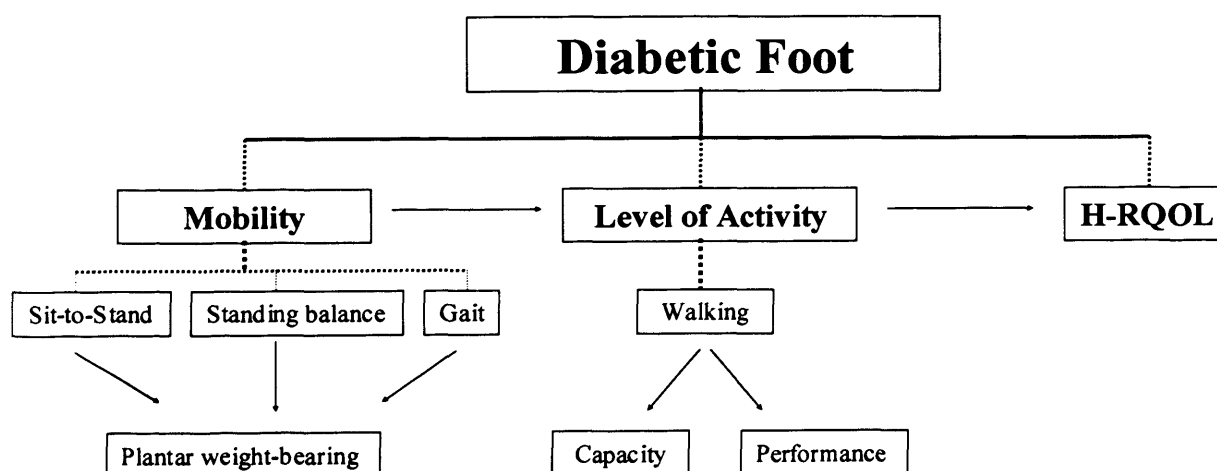 Diabetic Foot
Mobility
Level of Activity
H-RQOL
Sit-to-Stand
Standing balance
Gait
Walking
Plantar weight-bearing
Capacity
Performance